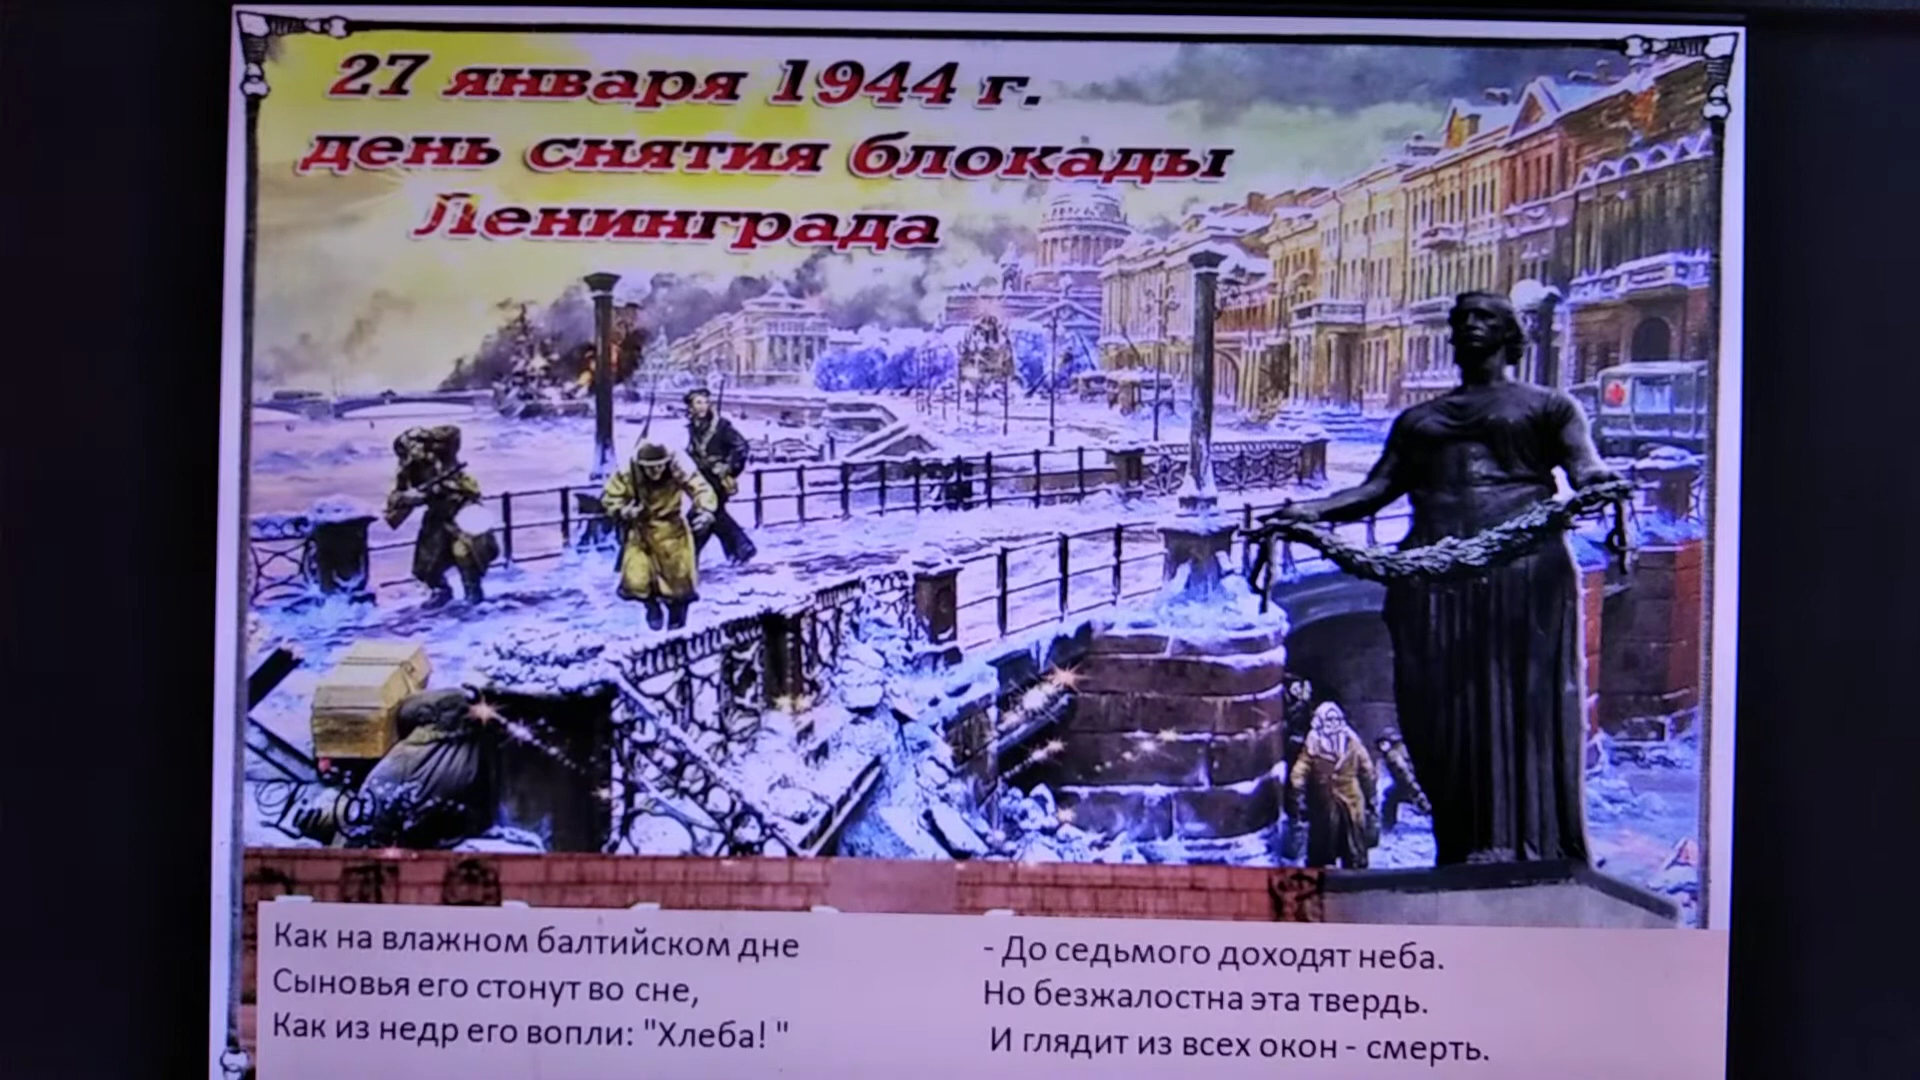 27 января 1944 г.
день снятия блокады
Ленинграда
Как на влажном балтийском дне
Сыновья его стонут во сне,
Как из недр его вопли: "Хлеба! "
- До седьмого доходят неба.
Но безжалостна эта твердь.
И глядит из всех окон - смерть.